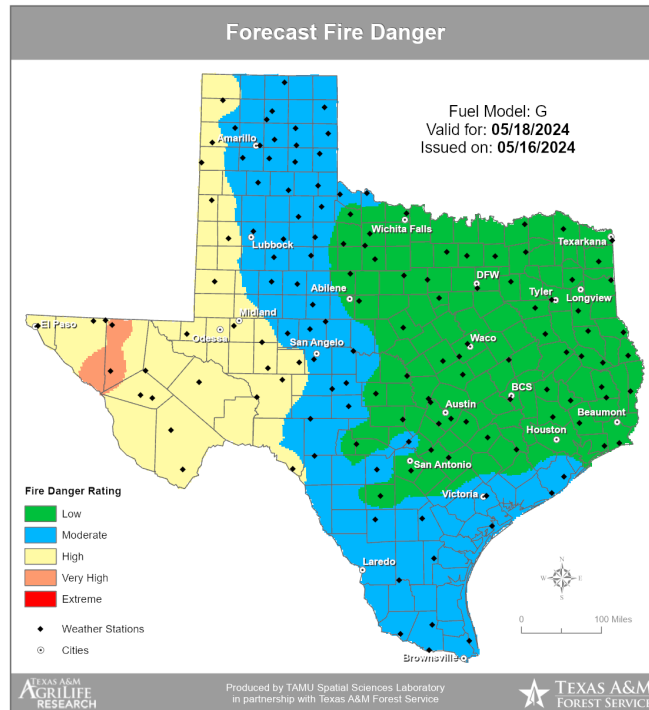 Forecast Fire Danger
Fuel Model: G
Valid for: 05/18/2024
Issued on: 05/16/2024
Amarillo
Wichita Falls
Texarkana
Lubbock
DFW
Abilene
Tyler
Longview
Midland
El Paso
Odessa
San Angelo
Waco
BCS
Austin
Beaumont
Houston
San Antonio
Victoria
Fire Danger Rating
Low
Moderate
High
Very High
Extreme
Weather Stations
Cities
Laredo
Brownsville
N
W E
S
0 100 Miles
TEXAS A&M
AGRILIFE
RESEARCH
Produced by TAMU Spatial Sciences Laboratory
in partnership with Texas A&M Forest Service
TEXAS A&M
FOREST SERVICE